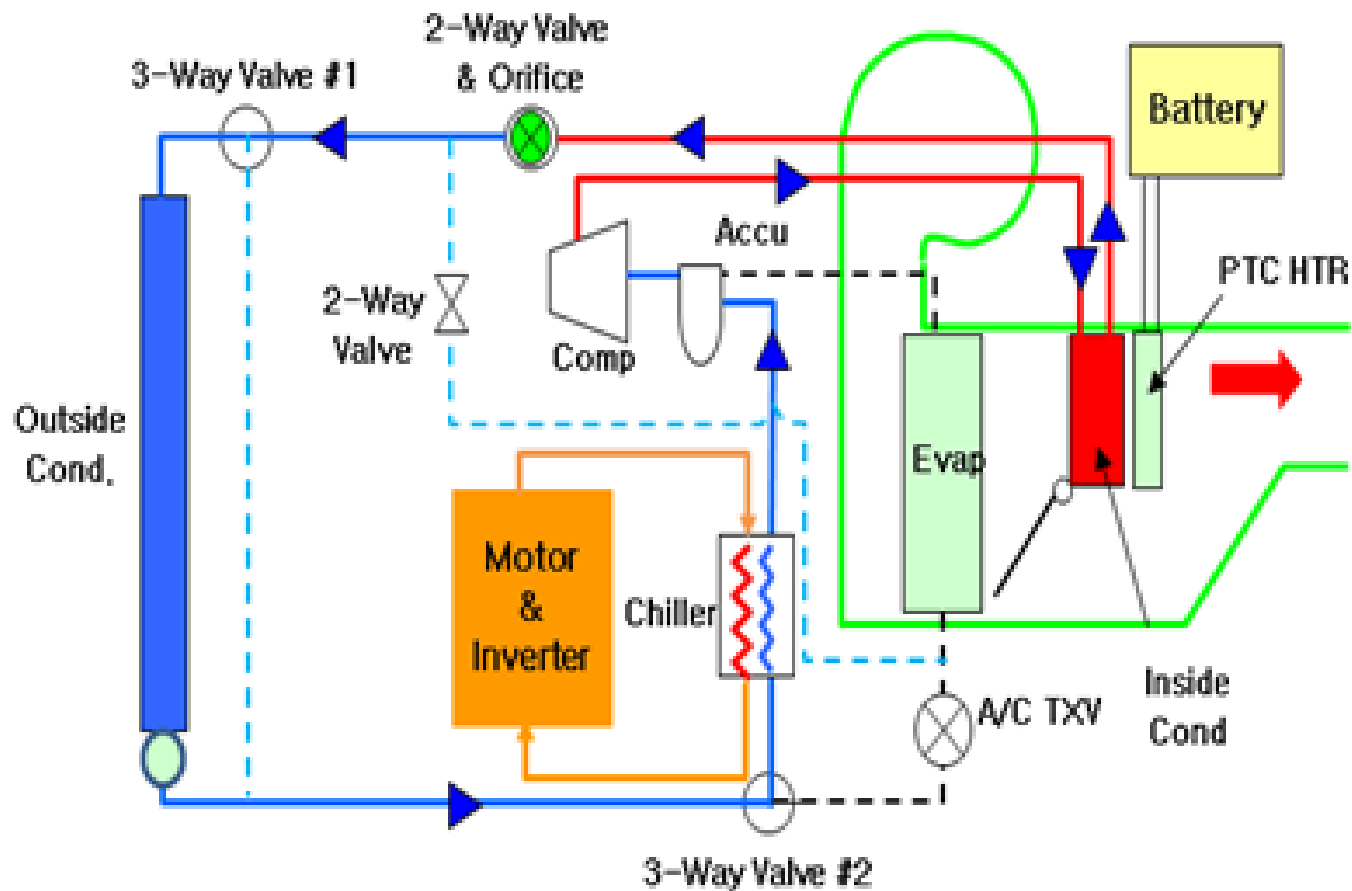 2-Way Valve
& Orifice
3-Way Valve #1
Battery
Accu
PTC HTR
2-Way
Valve
Comp
Outside
Cond.
Evap
Motor
&
Inverter
Chiller
A/C TXV
Inside
Cond
3-Way Valve #2